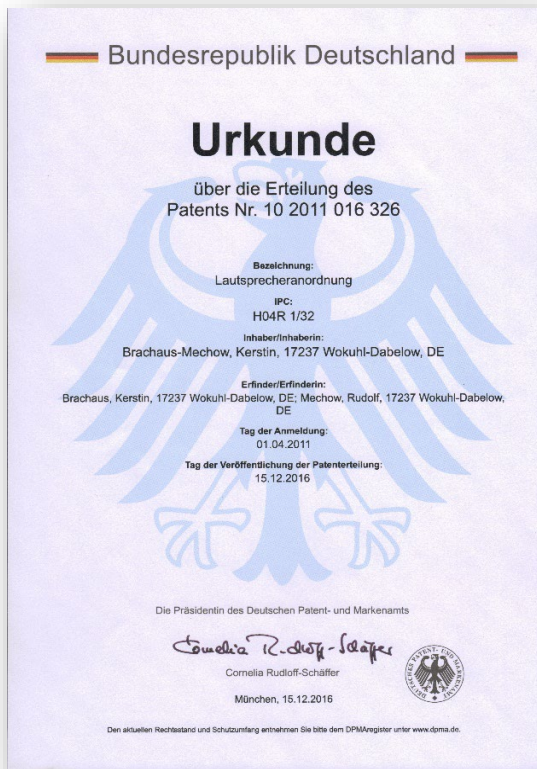 Bundesrepublik Deutschland
Urkunde
über die Erteilung des
Patents Nr. 10 2011 016 326
Bezeichnung:
Lautsprecheranordnung
IPC:
H04R 1/32
Inhaber/Inhaberin:
Brachaus-Mechow, Kerstin, 17237 Wokuhl-Dabelow, DE
Erfinder/Erfinderin:
Brachaus, Kerstin, 17237 Wokuhl-Dabelow, DE; Mechow, Rudolf, 17237 Wokuhl-Dabelow,
DE
Tag der Anmeldung:
01.04.2011
Tag der Veröffentlichung der Patenterteilung:
15.12.2016
Die Präsidentin des Deutschen Patent- und Markenamts
Cornelia Rudloff-Schäffer
Cornelia Rudloff-Schäffer
DEUTSCHES PATENT- UND MARKENAMT
München, 15.12.2016
Den aktuellen Rechtsstand und Schutzumfang entnehmen Sie bitte dem DPMAregister unter www.dpma.de.